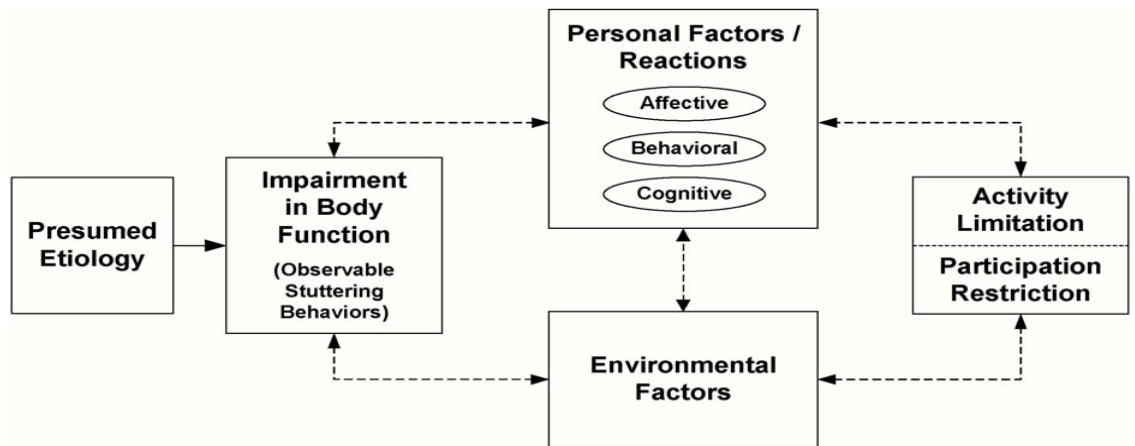 Presumed
Etiology
Impairment
in Body
Function
(Observable
Stuttering
Behaviors)
Personal Factors /
Reactions
Affective
Behavioral
Cognitive
Environmental
Factors
Activity
Limitation
Participation
Restriction